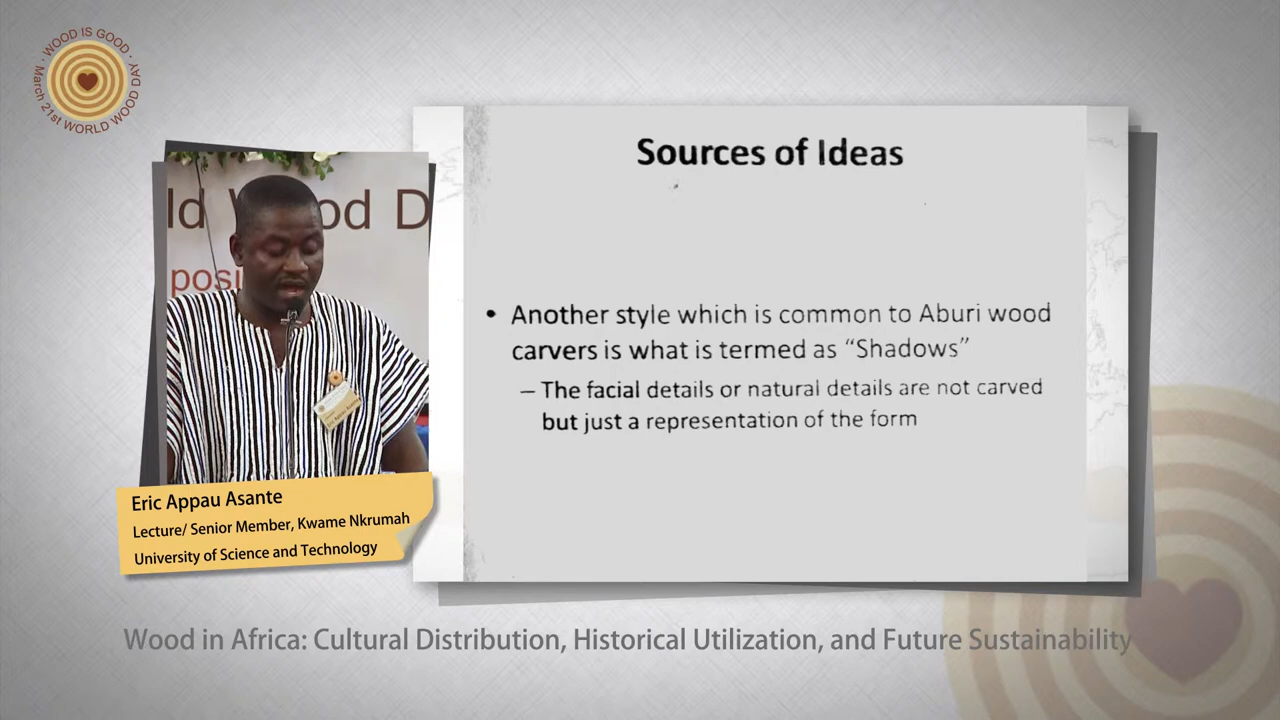 · WOOD IS GOOD ·
March 21st WORLD WOOD DAY
ld Wood D
posi
Sources of Ideas
• Another style which is common to Aburi wood
carvers is what is termed as “Shadows”
– The facial details or natural details are not carved
but just a representation of the form
Eric Appau Asante
Lecture/ Senior Member, Kwame Nkrumah
University of Science and Technology
Wood in Africa: Cultural Distribution, Historical Utilization, and Future Sustainability